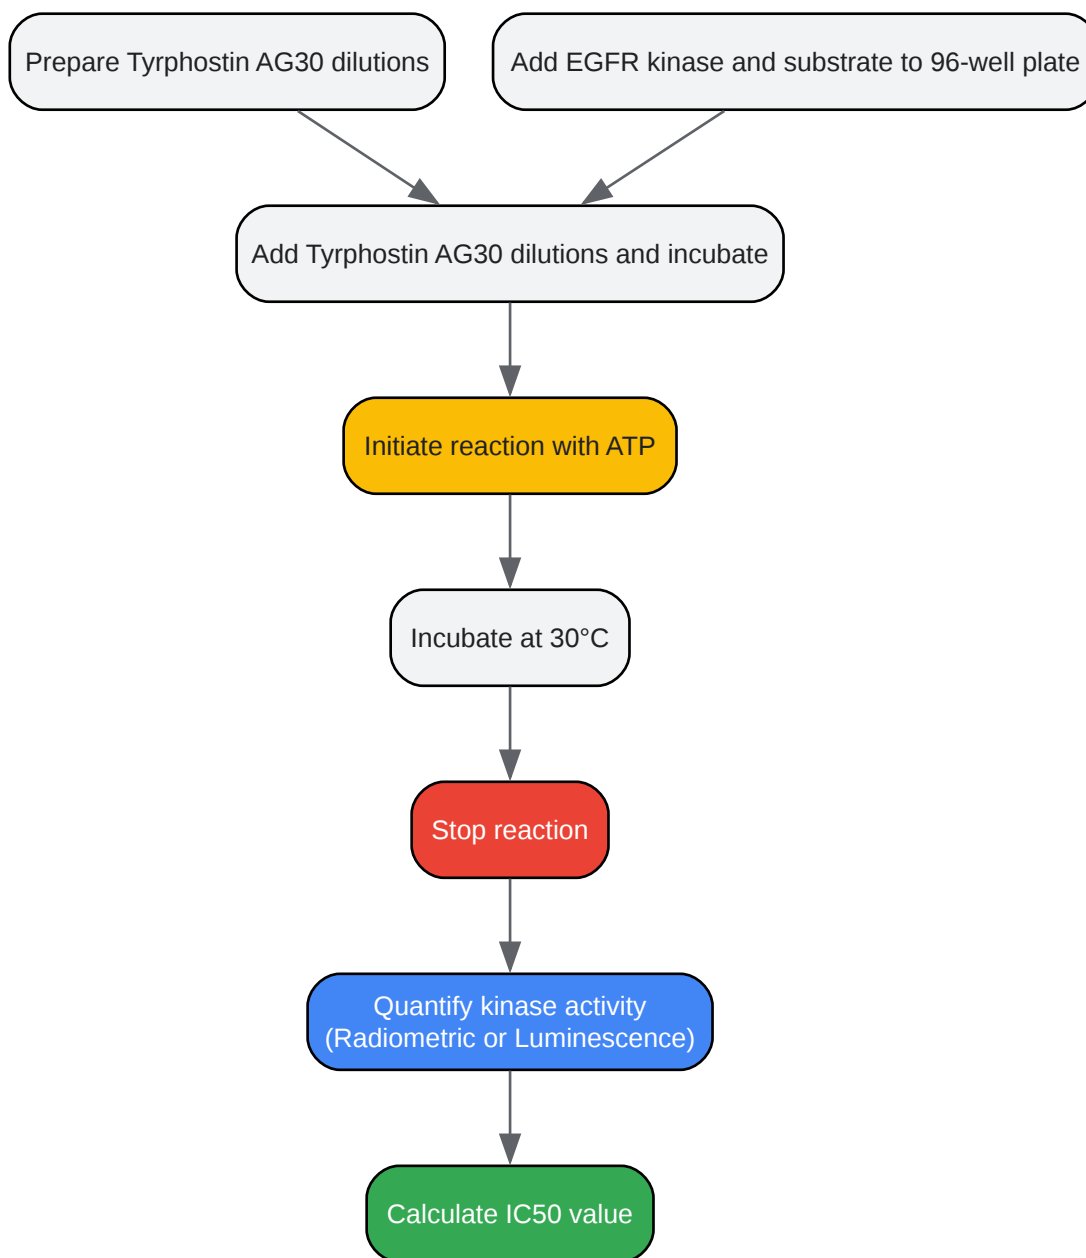 Prepare Tyrphostin AG30 dilutions
Add EGFR kinase and substrate to 96-well plate
Add Tyrphostin AG30 dilutions and incubate
Initiate reaction with ATP
Incubate at 30°C
Stop reaction
Quantify kinase activity
(Radiometric or Luminescence)
Calculate IC50 value